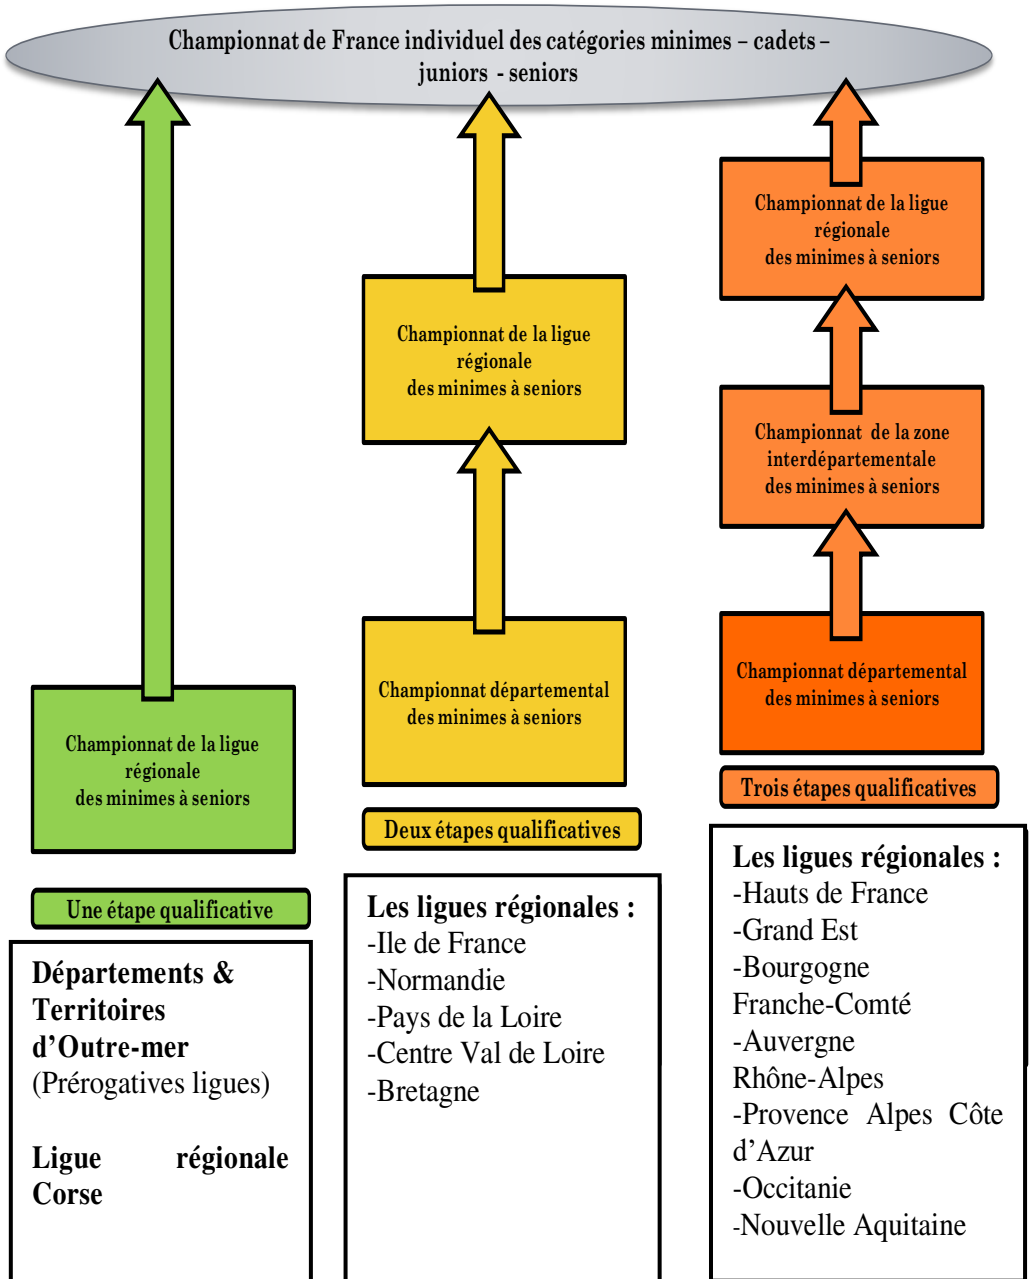 Championnat de France individuel des catégories minimes – cadets –
juniors - seniors
Championnat de la ligue
régionale
des minimes à seniors
Une étape qualificative
Départements &
Territoires
d’Outre-mer
(Prérogatives ligues)
Ligue régionale
Corse
Championnat de la ligue
régionale
des minimes à seniors
Championnat départemental
des minimes à seniors
Deux étapes qualificatives
Les ligues régionales :
-Ile de France
-Normandie
-Pays de la Loire
-Centre Val de Loire
-Bretagne
Championnat de la ligue
régionale
des minimes à seniors
Championnat de la zone
interdépartementale
des minimes à seniors
Championnat départemental
des minimes à seniors
Trois étapes qualificatives
Les ligues régionales :
-Hauts de France
-Grand Est
-Bourgogne
Franche-Comté
-Auvergne
Rhône-Alpes
-Provence Alpes Côte
d’Azur
-Occitanie
-Nouvelle Aquitaine